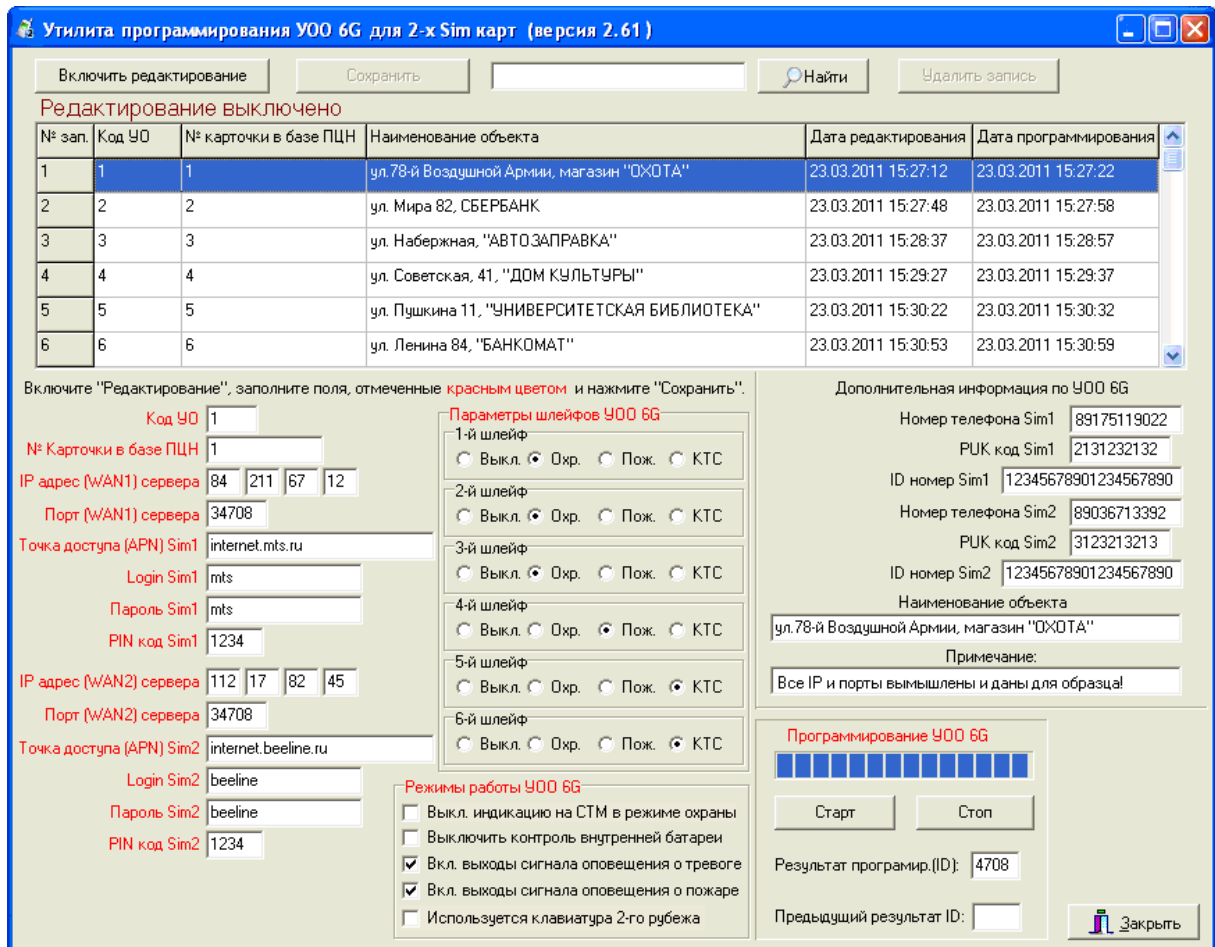 Утилита программирования УОО 6G для 2-х Sim карт (версия 2.61)
Включить редактирование Сохранить Найти Удалить запись
Редактирование выключено
№ зап. Код УО № карточки в базе ПЦН Наименование объекта Дата редактирования Дата программирования
1 1 1 ул.78-й Воздушной Армии, магазин "ОХОТА" 23.03.2011 15:27:12 23.03.2011 15:27:22
2 2 2 ул. Мира 82, СБЕРБАНК 23.03.2011 15:27:48 23.03.2011 15:27:58
3 3 3 ул. Набержная, "АВТОЗАПРАВКА" 23.03.2011 15:28:37 23.03.2011 15:28:57
4 4 4 ул. Советская, 41, "ДОМ КУЛЬТУРЫ" 23.03.2011 15:29:27 23.03.2011 15:29:37
5 5 5 ул. Пушкина 11, "УНИВЕРСИТЕТСКАЯ БИБЛИОТЕКА" 23.03.2011 15:30:22 23.03.2011 15:30:32
6 6 6 ул. Ленина 84, "БАНКОМАТ" 23.03.2011 15:30:53 23.03.2011 15:30:59
Включите "Редактирование", заполните поля, отмеченные красным цветом и нажмите "Сохранить".
Код УО 1
№ Карточки в базе ПЦН 1
IP адрес (WAN1) сервера 84 211 67 12
Порт (WAN1) сервера 34708
Точка доступа (APN) Sim1 internet.mts.ru
Login Sim1 mts
Пароль Sim1 mts
PIN код Sim1 1234
IP адрес (WAN2) сервера 112 17 82 45
Порт (WAN2) сервера 34708
Точка доступа (APN) Sim2 internet.beeline.ru
Login Sim2 beeline
Пароль Sim2 beeline
PIN код Sim2 1234
Параметры шлейфов УОО 6G
1-й шлейф
Выкл. Охр. Пож. КТС
2-й шлейф
Выкл. Охр. Пож. КТС
3-й шлейф
Выкл. Охр. Пож. КТС
4-й шлейф
Выкл. Охр. Пож. КТС
5-й шлейф
Выкл. Охр. Пож. КТС
6-й шлейф
Выкл. Охр. Пож. КТС
Режимы работы УОО 6G
Выкл. индикацию на СТМ в режиме охраны
Выключить контроль внутренней батареи
Вкл. выходы сигнала оповещения о тревоге
Вкл. выходы сигнала оповещения о пожаре
Используется клавиатура 2-го рубежа
Дополнительная информация по УОО 6G
Номер телефона Sim1 89175119022
PUK код Sim1 2131232132
ID номер Sim1 12345678901234567890
Номер телефона Sim2 89036713392
PUK код Sim2 3123213213
ID номер Sim2 12345678901234567890
Наименование объекта
ул.78-й Воздушной Армии, магазин "ОХОТА"
Примечание:
Все IP и порты вымышлены и даны для образца!
Программирование УОО 6G
Старт Стоп
Результат програмир.(ID): 4708
Предыдущий результат ID:
Закрыть